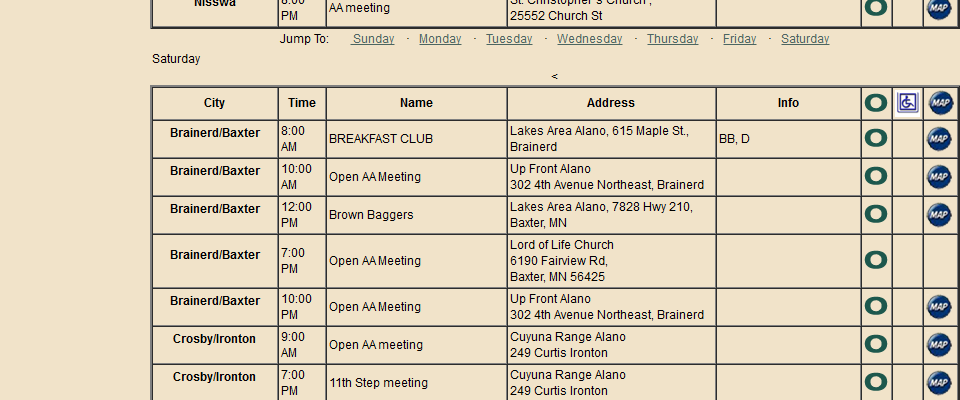 Nisswa
8:00
PM
AA meeting
St. Christopher's Church ,
25552 Church St
O
MAP
Jump To: Sunday · Monday · Tuesday · Wednesday · Thursday · Friday · Saturday
Saturday
<
City Time Name Address Info O MAP
Brainerd/Baxter
8:00
AM
BREAKFAST CLUB
Lakes Area Alano, 615 Maple St.,
Brainerd
BB, D
O
MAP
Brainerd/Baxter
10:00
AM
Open AA Meeting
Up Front Alano
302 4th Avenue Northeast, Brainerd
O
MAP
Brainerd/Baxter
12:00
PM
Brown Baggers
Lakes Area Alano, 7828 Hwy 210,
Baxter, MN
O
MAP
Brainerd/Baxter
7:00
PM
Open AA Meeting
Lord of Life Church
6190 Fairview Rd,
Baxter, MN 56425
O
Brainerd/Baxter
10:00
PM
Open AA Meeting
Up Front Alano
302 4th Avenue Northeast, Brainerd
O
MAP
Crosby/Ironton
9:00
AM
Open AA meeting
Cuyuna Range Alano
249 Curtis Ironton
O
MAP
Crosby/Ironton
7:00
PM
11th Step meeting
Cuyuna Range Alano
249 Curtis Ironton
O
MAP